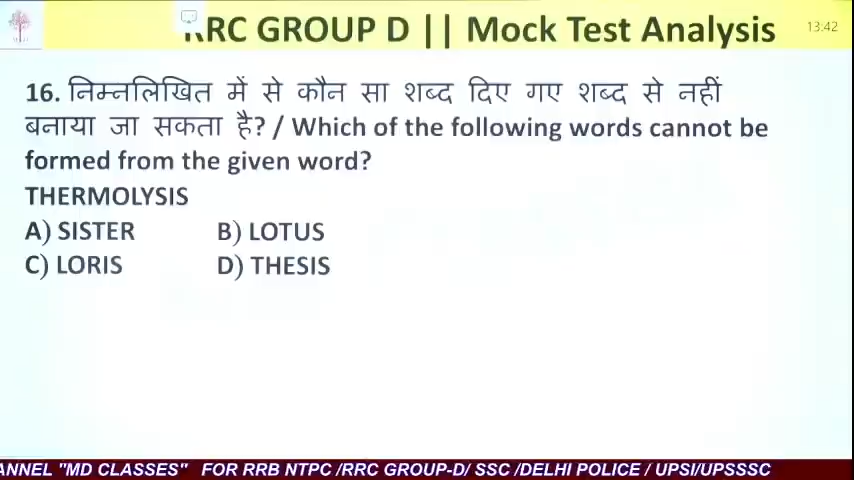 RRC GROUP D || Mock Test Analysis
13:42
16. निम्नलिखित में से कौन सा शब्द दिए गए शब्द से नहीं
बनाया जा सकता है? / Which of the following words cannot be
formed from the given word?
THERMOLYSIS
A) SISTER B) LOTUS
C) LORIS D) THESIS
ANNEL "MD CLASSES" FOR RRB NTPC /RRC GROUP-D/ SSC /DELHI POLICE / UPSI/UPSSSC